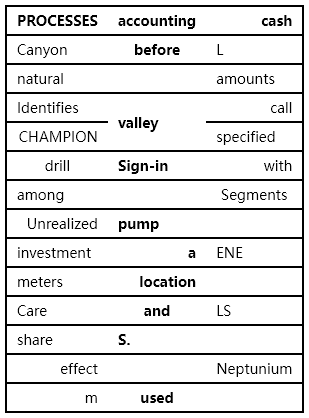 PROCESSES accounting cash
Canyon before L
natural amounts
Identifies valley call
CHAMPION specified
drill Sign-in with
among Segments
Unrealized pump
investment a ENE
meters location
Care and LS
share S.
effect Neptunium
m used